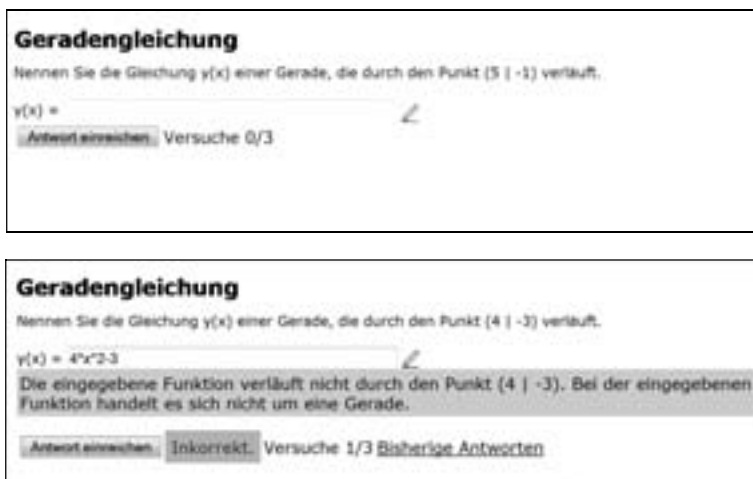 Geradengleichung
Nennen Sie die Gleichung y(x) einer Gerade, die durch den Punkt (5 | -1) verläuft.
y(x) =
Antwort einreichen Versuche 0/3
Geradengleichung
Nennen Sie die Gleichung y(x) einer Gerade, die durch den Punkt (4 | -3) verläuft.
y(x) = 4*x^2-3
Die eingegebene Funktion verläuft nicht durch den Punkt (4 | -3). Bei der eingegebenen
Funktion handelt es sich nicht um eine Gerade.
Antwort einreichen Inkorrekt. Versuche 1/3 Bisherige Antworten